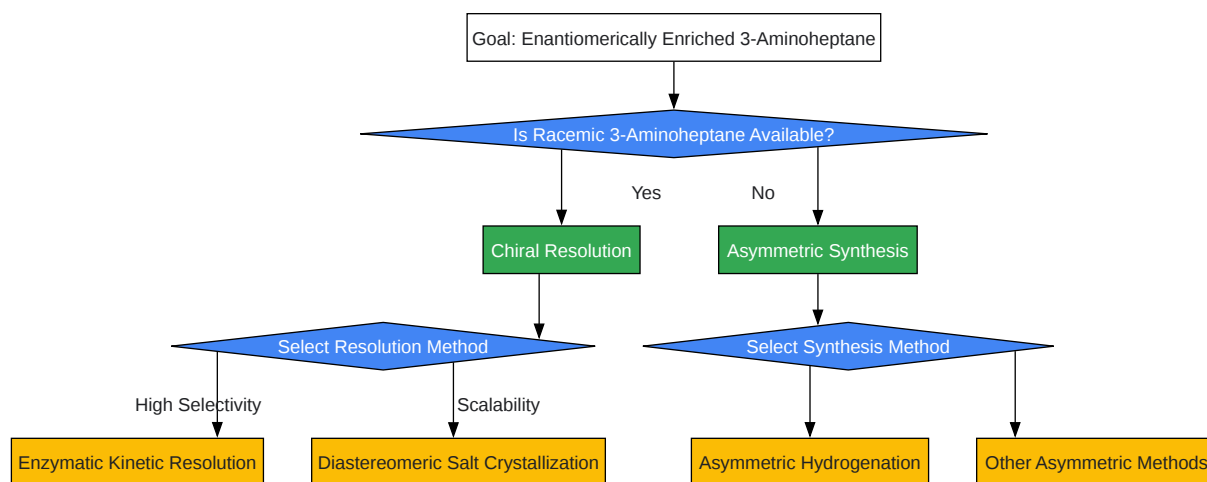 Goal: Enantiomerically Enriched 3-Aminoheptane
Is Racemic 3-Aminoheptane Available?
Yes
No
Chiral Resolution
Asymmetric Synthesis
Select Resolution Method
Select Synthesis Method
High Selectivity
Scalability
Enzymatic Kinetic Resolution
Diastereomeric Salt Crystallization
Asymmetric Hydrogenation
Other Asymmetric Methods